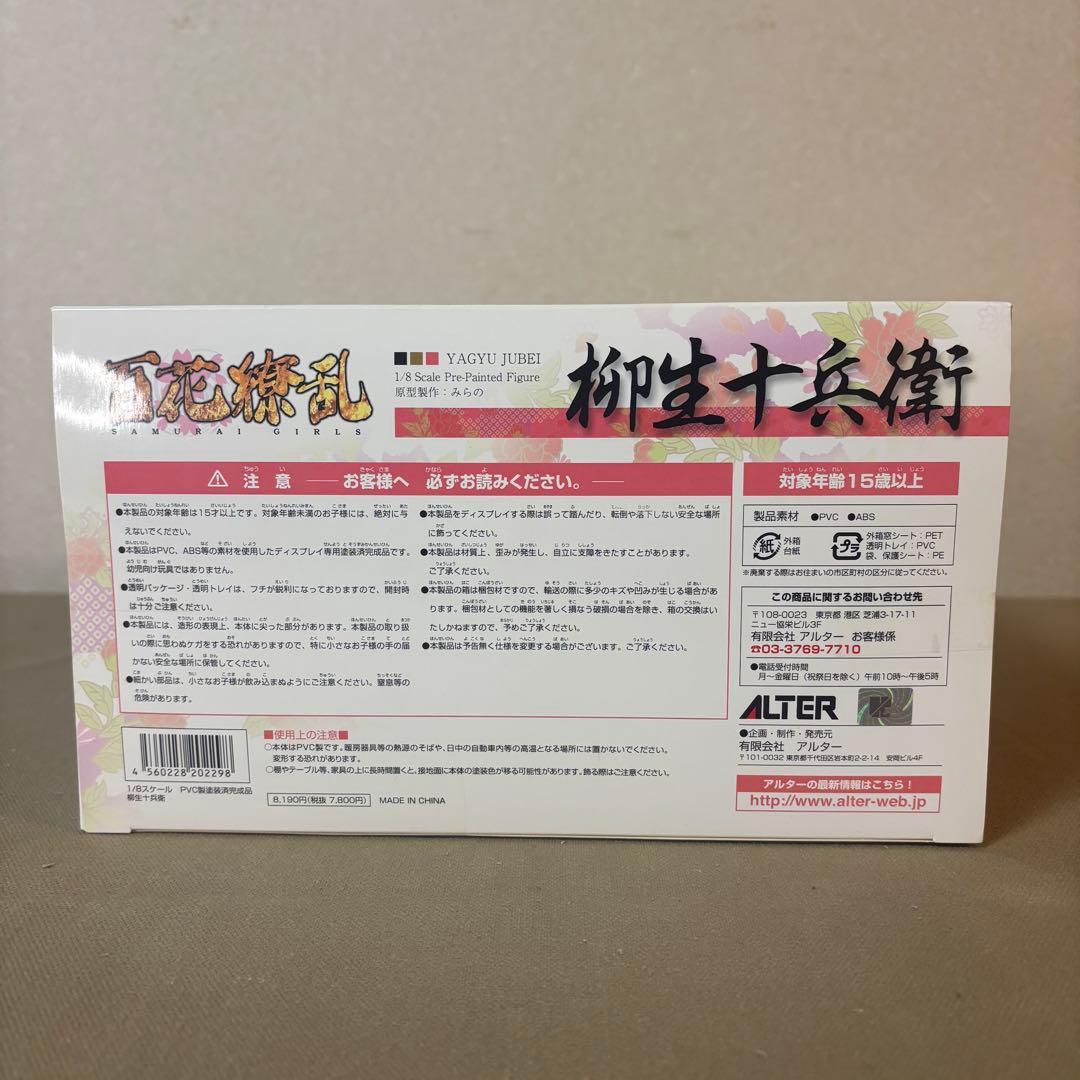 百花繚乱
SAMURAI GIRLS
YAGYU JUBEI
1/8 Scale Pre-Painted Figure
原型製作：みらの
柳生十兵衛
⚠ 注意 ── お客様へ 必ずお読みください。──
●本製品の対象年齢は15才以上です。対象年齢未満のお子様には、絶対に与
えないでください。
●本製品はPVC、ABS等の素材を使用したディスプレイ専用塗装済完成品です。
幼児向け玩具ではありません。
●透明パッケージ・透明トレイは、フチが鋭利になっておりますので、開封時
は十分ご注意ください。
●本製品には、造形の表現上、本体に尖った部分があります。本製品の取り扱
いの際に思わぬケガをする恐れがありますので、特に小さなお子様の手の届
かない安全な場所に保管してください。
●細かい部品は、小さなお子様が飲み込まぬようにご注意ください。窒息等の
危険があります。
●本製品をディスプレイする際は誤って踏んだり、転倒や落下しない安全な場所
に飾ってください。
●本製品は材質上、歪みが発生し、自立に支障をきたすことがあります。
ご了承ください。
●本製品の箱は梱包材ですので、輸送の際に多少のキズや凹みが生じる場合があ
ります。梱包材としての機能を著しく損なう破損の場合を除き、箱の交換はい
たしかねますので、予めご了承ください。
●本製品は予告無く仕様を変更する場合がございます。ご了承ください。
対象年齢15歳以上
製品素材 ●PVC ●ABS
紙
外箱
台紙
プラ
外箱窓シート：PET
透明トレイ：PVC
袋、保護シート：PE
※廃棄する際はお住まいの市区町村の区分に従ってください。
この商品に関するお問い合わせ先
〒108-0023 東京都 港区 芝浦3-17-11
ニュー協栄ビル3F
有限会社 アルター お客様係
☎03-3769-7710
●電話受付時間
月～金曜日（祝祭日を除く）午前10時～午後5時
ALTER
●企画・制作・発売元
有限会社 アルター
〒101-0032 東京都千代田区岩本町2-2-14 安岡ビル4F
アルターの最新情報はこちら！
http://www.alter-web.jp
4 560228 202298
1/8スケール PVC製塗装済完成品
柳生十兵衛
■使用上の注意■
○本体はPVC製です。暖房器具等の熱源のそばや、日中の自動車内等の高温となる場所には置かないでください。
変形する恐れがあります。
○棚やテーブル等、家具の上に長時間置くと、接地面に本体の塗装色が移る可能性があります。飾る際はご注意ください。
8,190円(税抜 7,800円) MADE IN CHINA